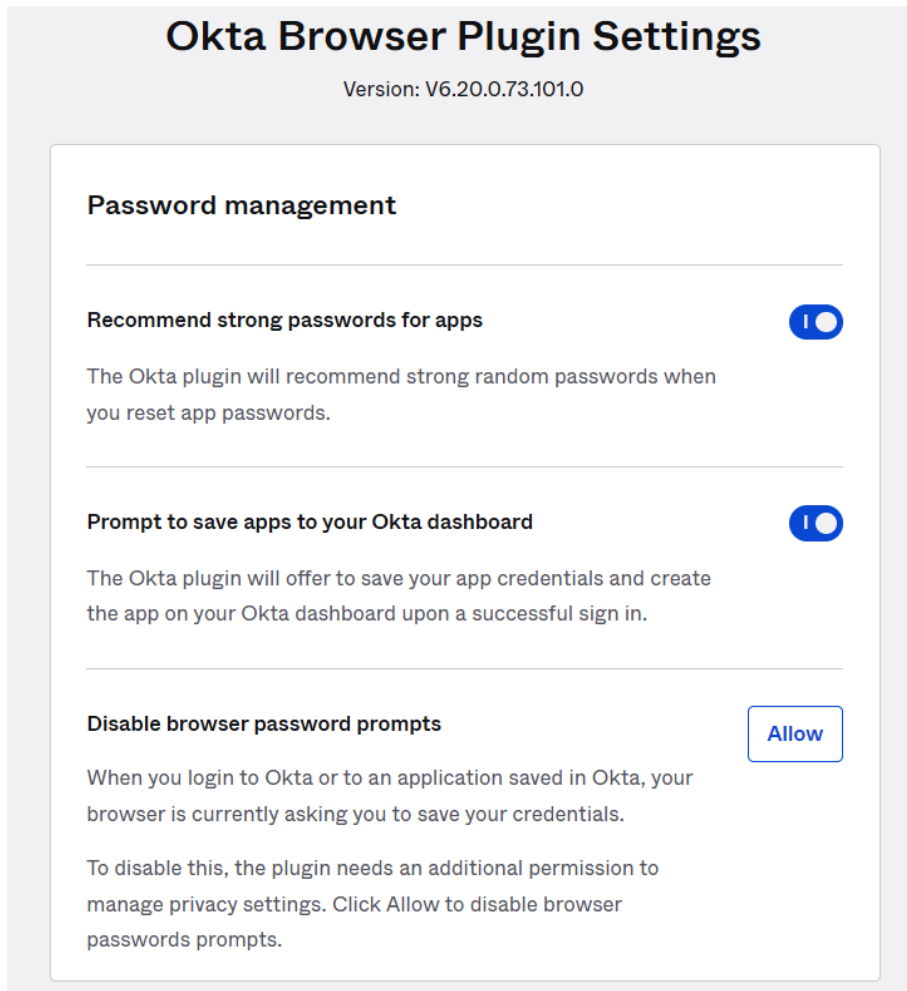 Okta Browser Plugin Settings
Version: V6.20.0.73.101.0
Password management
Recommend strong passwords for apps
The Okta plugin will recommend strong random passwords when
you reset app passwords.
Prompt to save apps to your Okta dashboard
The Okta plugin will offer to save your app credentials and create
the app on your Okta dashboard upon a successful sign in.
Disable browser password prompts
Allow
When you login to Okta or to an application saved in Okta, your
browser is currently asking you to save your credentials.
To disable this, the plugin needs an additional permission to
manage privacy settings. Click Allow to disable browser
passwords prompts.